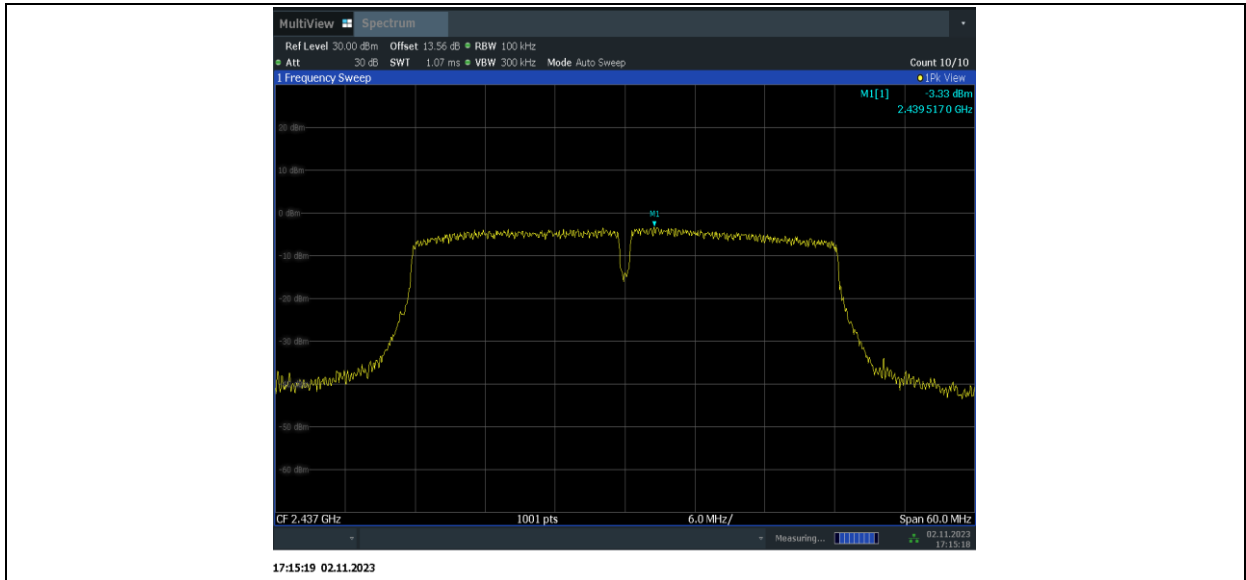 MultiView Spectrum
Ref Level 30.00 dBm Offset 13.56 dB RBW 100 kHz
Att 30 dB SWT 1.07 ms VBW 300 kHz Mode Auto Sweep Count 10/10
1 Frequency Sweep 1Pk View
M1[1] -3.33 dBm
2.439 517 0 GHz
20 dBm
10 dBm
0 dBm
M1
-10 dBm
-20 dBm
-30 dBm
-50 dBm
-60 dBm
CF 2.437 GHz 1001 pts 6.0 MHz/ Span 60.0 MHz
Measuring... 02.11.2023
17:15:18
17:15:19 02.11.2023